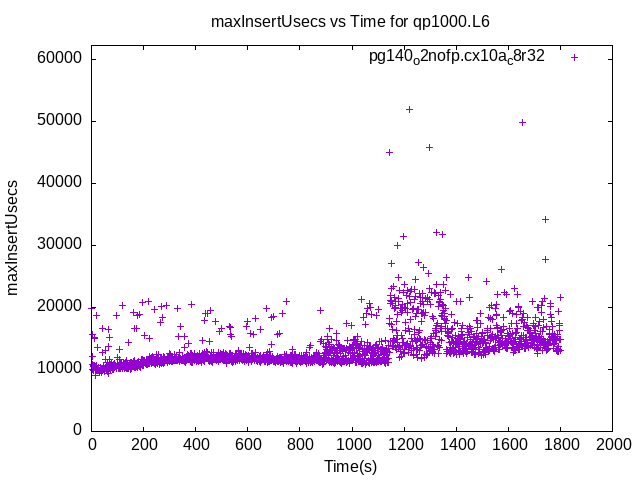 maxInsertUsecs vs Time for qp1000.L6
pg140o2nofp.cx10ac8r32
60000
50000
40000
30000
20000
10000
0
maxInsertUsecs
0 200 400 600 800 1000 1200 1400 1600 1800 2000
Time(s)